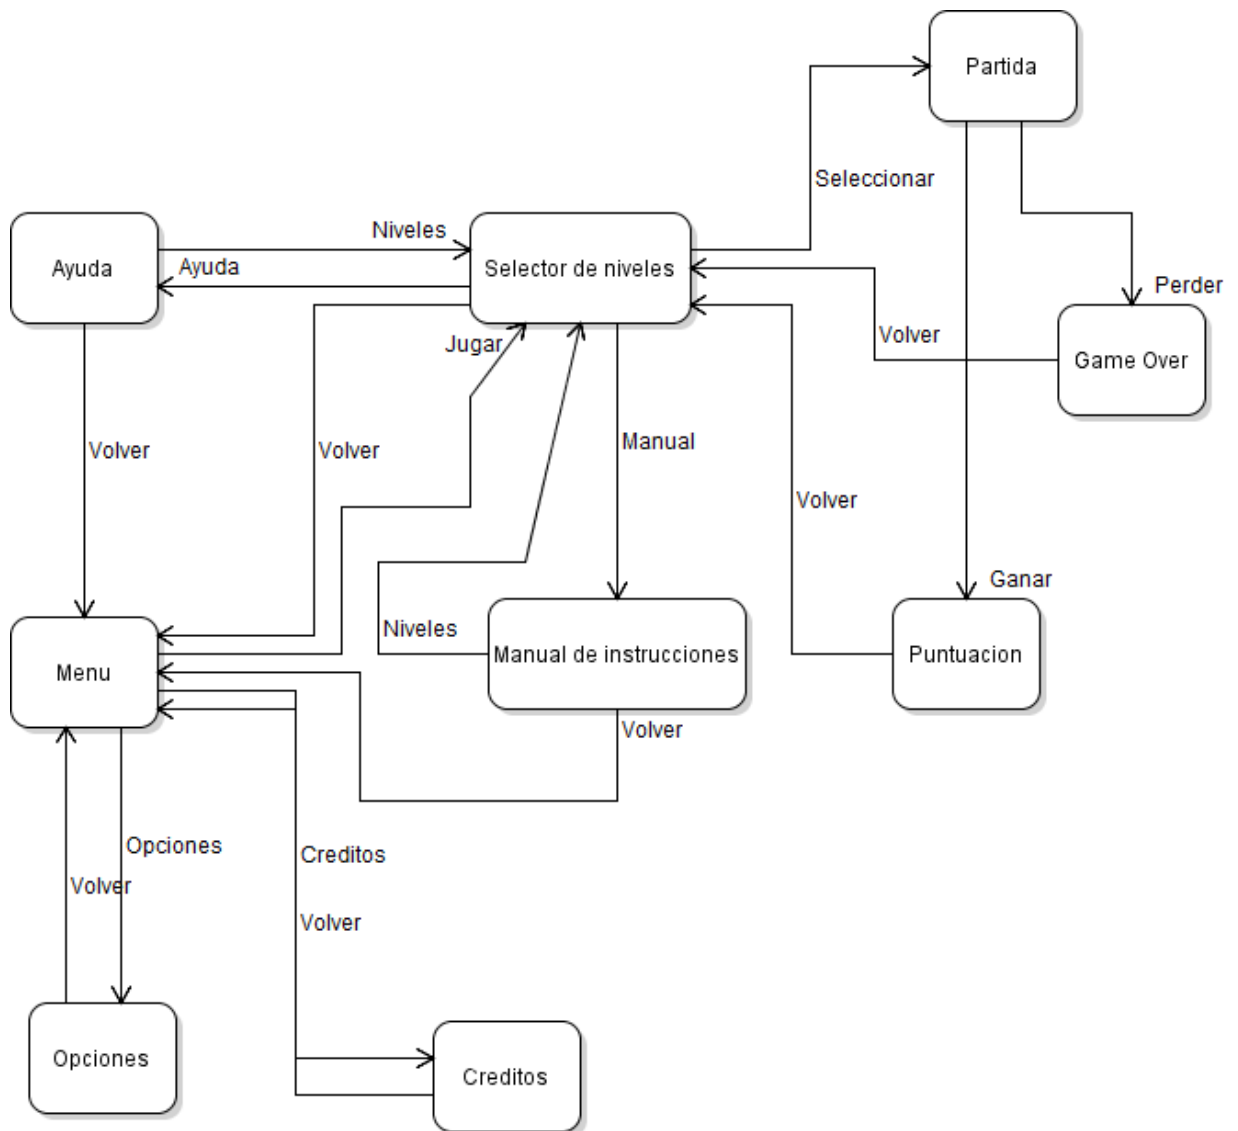 Partida
Seleccionar
Niveles
Ayuda
Ayuda
Selector de niveles
Perder
Volver
Jugar
Game Over
Volver
Volver
Manual
Volver
Ganar
Niveles
Manual de instrucciones
Puntuacion
Menu
Volver
Opciones
Creditos
Volver
Volver
Opciones
Creditos